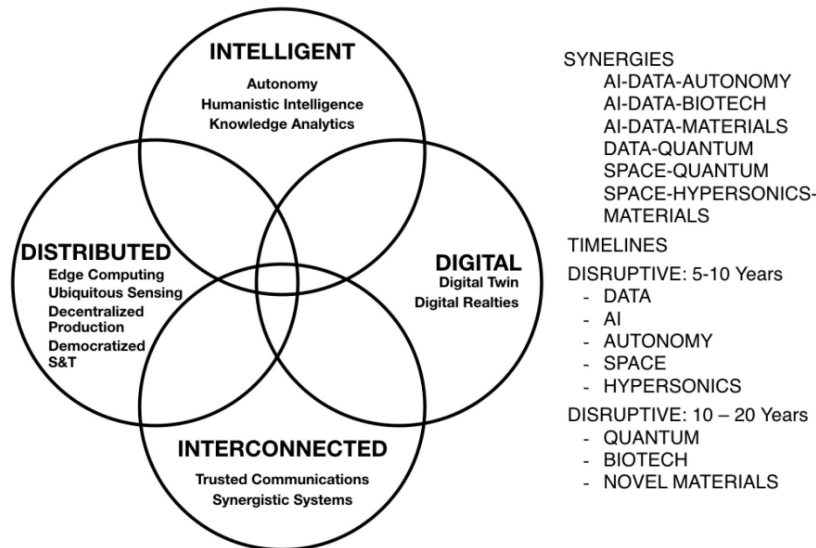 INTELLIGENT
Autonomy
Humanistic Intelligence
Knowledge Analytics
DISTRIBUTED
Edge Computing
Ubiquitous Sensing
Decentralized
Production
Democratized
S&T
DIGITAL
Digital Twin
Digital Realties
INTERCONNECTED
Trusted Communications
Synergistic Systems
SYNERGIES
AI-DATA-AUTONOMY
AI-DATA-BIOTECH
AI-DATA-MATERIALS
DATA-QUANTUM
SPACE-QUANTUM
SPACE-HYPERSONICS-
MATERIALS
TIMELINES
DISRUPTIVE: 5-10 Years
- DATA
- AI
- AUTONOMY
- SPACE
- HYPERSONICS
DISRUPTIVE: 10 – 20 Years
- QUANTUM
- BIOTECH
- NOVEL MATERIALS